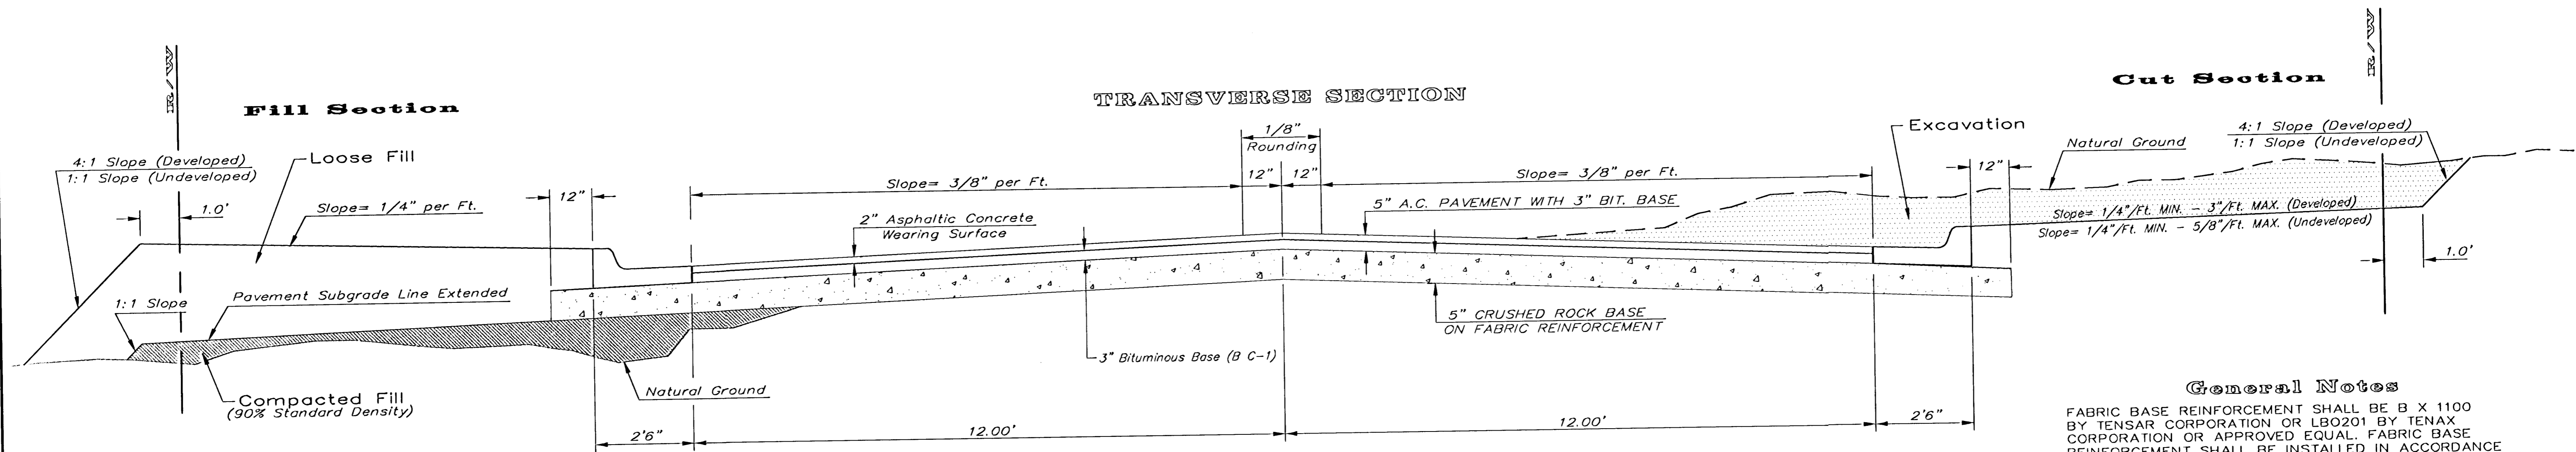 R/W
Fill Section
TRANSVERSE SECTION
Cut Section
R/W
4:1 Slope (Developed)
1:1 Slope (Undeveloped)
Loose Fill
1/8"
Rounding
Excavation
Natural Ground
4:1 Slope (Developed)
1:1 Slope (Undeveloped)
1.0'
Slope= 1/4" per Ft.
12"
Slope= 3/8" per Ft.
12"
12"
Slope= 3/8" per Ft.
12"
2" Asphaltic Concrete
Wearing Surface
5" A.C. PAVEMENT WITH 3" BIT. BASE
Slope= 1/4"/Ft. MIN. - 3"/Ft. MAX. (Developed)
Slope= 1/4"/Ft. MIN. - 5/8"/Ft. MAX. (Undeveloped)
1.0'
1:1 Slope
Pavement Subgrade Line Extended
5" CRUSHED ROCK BASE
ON FABRIC REINFORCEMENT
3" Bituminous Base (B C-1)
Compacted Fill
(90% Standard Density)
Natural Ground
2'6"
12.00'
12.00'
2'6"
General Notes
FABRIC BASE REINFORCEMENT SHALL BE B X 1100
BY TENSAR CORPORATION OR LBO201 BY TENAX
CORPORATION OR APPROVED EQUAL. FABRIC BASE
REINFORCEMENT SHALL BE INSTALLED IN ACCORDANCE